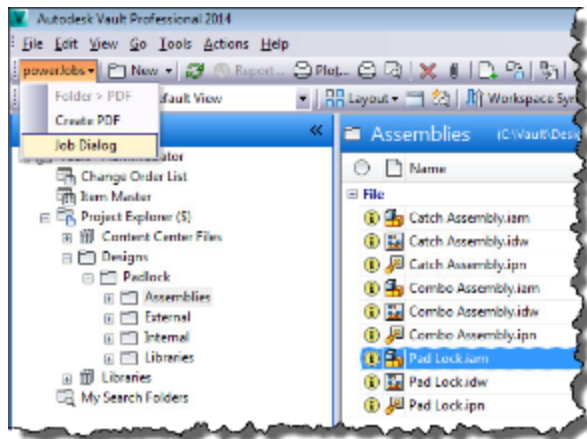 Autodesk Vault Professional 2014
File Edit View Go Tools Actions Help
powerJobs New Report... Plot...
Folder > PDF
Create PDF
Job Dialog
efault View Layout Workspace Syn
Assemblies (C:\Vault\Desig
Name
File
Change Order List
Item Master
Project Explorer ($)
Content Center Files
Designs
Padlock
Assemblies
External
Internal
Libraries
Libraries
My Search Folders
Catch Assembly.iam
Catch Assembly.idw
Catch Assembly.ipn
Combo Assembly.iam
Combo Assembly.idw
Combo Assembly.ipn
Pad Lock.iam
Pad Lock.idw
Pad Lock.ipn